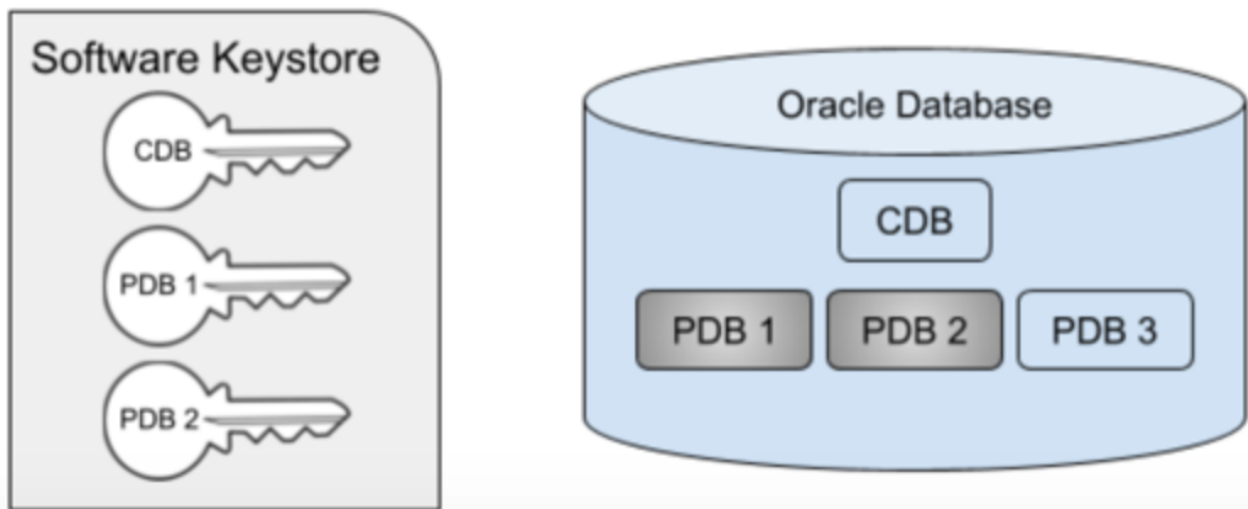 Software Keystore
CDB
PDB 1
PDB 2
Oracle Database
CDB
PDB 1
PDB 2
PDB 3